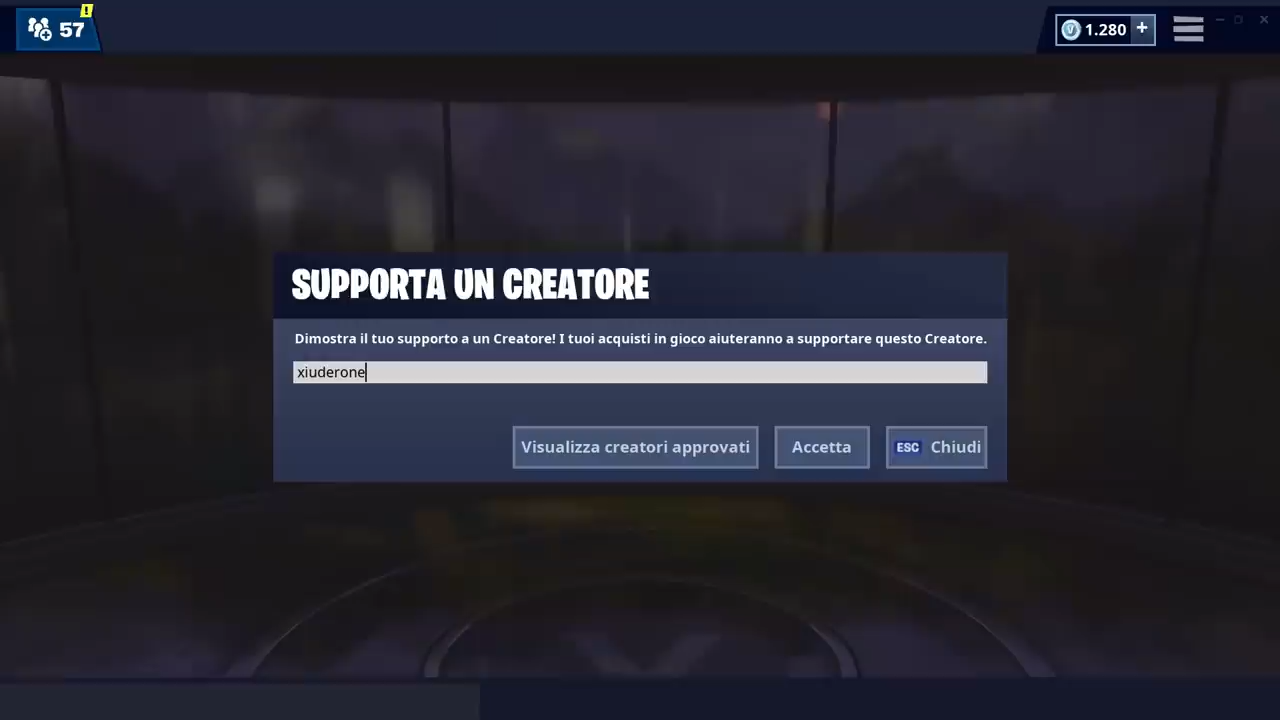 57
!
1.280 +
SUPPORTA UN CREATORE
Dimostra il tuo supporto a un Creatore! I tuoi acquisti in gioco aiuteranno a supportare questo Creatore.
xiuderone
Visualizza creatori approvati
Accetta
ESC Chiudi